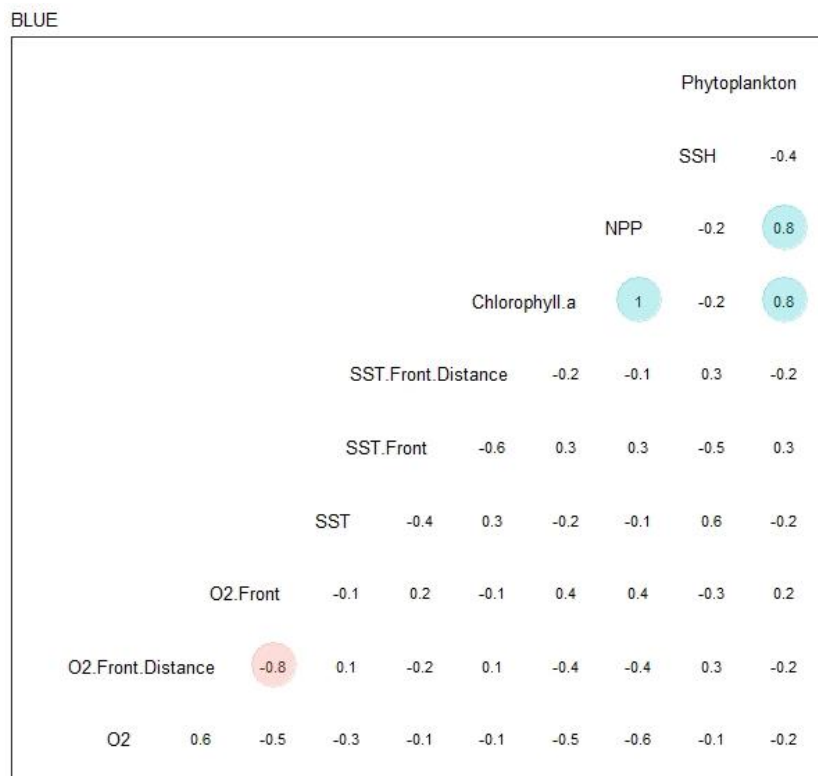 BLUE
Phytoplankton
SSH -0.4
NPP -0.2 0.8
Chlorophyll.a 1 -0.2 0.8
SST.Front.Distance -0.2 -0.1 0.3 -0.2
SST.Front -0.6 0.3 0.3 -0.5 0.3
SST -0.4 0.3 -0.2 -0.1 0.6 -0.2
O2.Front -0.1 0.2 -0.1 0.4 0.4 -0.3 0.2
O2.Front.Distance -0.8 0.1 -0.2 0.1 -0.4 -0.4 0.3 -0.2
O2 0.6 -0.5 -0.3 -0.1 -0.1 -0.5 -0.6 -0.1 -0.2